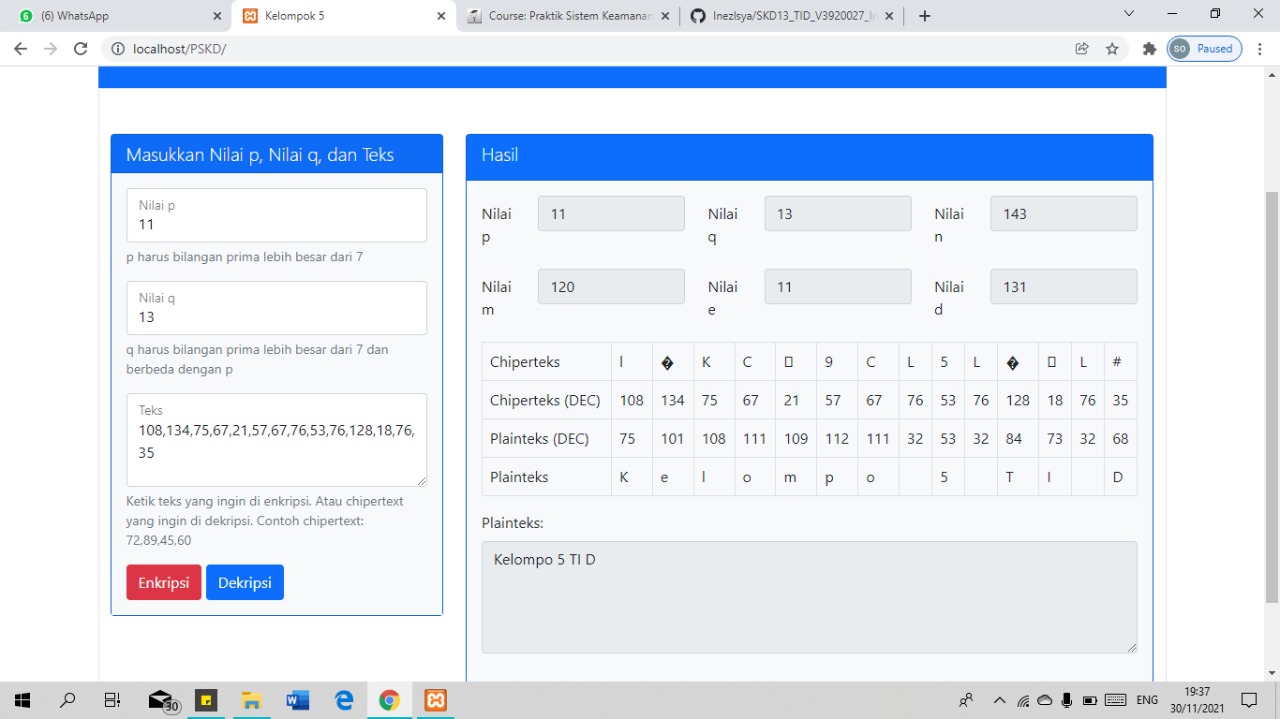 (6) WhatsApp
Kelompok 5
Course: Praktik Sistem Keamanan
InezIsya/SKD13_TID_V3920027_I
localhost/PSKD/
SO Paused
Masukkan Nilai p, Nilai q, dan Teks
Nilai p
11
p harus bilangan prima lebih besar dari 7
Nilai q
13
q harus bilangan prima lebih besar dari 7 dan
berbeda dengan p
Teks
108,134,75,67,21,57,67,76,53,76,128,18,76,
35
Ketik teks yang ingin di enkripsi. Atau chipertext
yang ingin di dekripsi. Contoh chipertext:
72,89,45,60
Enkripsi Dekripsi
Hasil
Nilai p 11 Nilai q 13 Nilai n 143
Nilai m 120 Nilai e 11 Nilai d 131
Chiperteks l � K C  9 C L 5 L �  L #
Chiperteks (DEC) 108 134 75 67 21 57 67 76 53 76 128 18 76 35
Plainteks (DEC) 75 101 108 111 109 112 111 32 53 32 84 73 32 68
Plainteks K e l o m p o 5 T I D
Plainteks:
Kelompo 5 TI D
30
ENG
19:37
30/11/2021